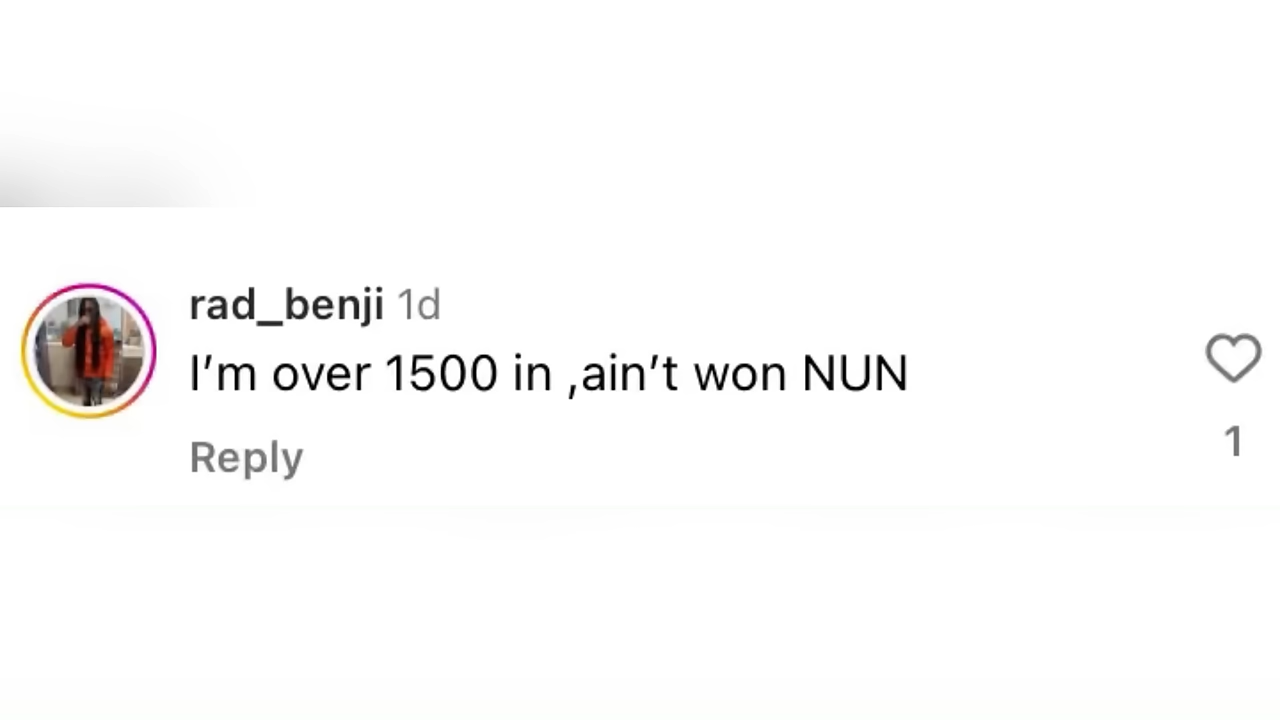 rad_benji 1d
I’m over 1500 in ,ain’t won NUN
Reply
1